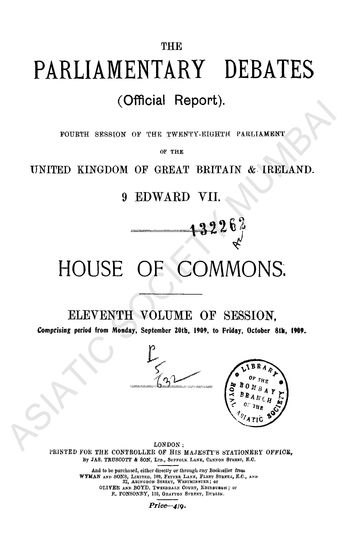 THE
PARLIAMENTARY DEBATES
(Official Report).
FOURTH SESSION OF THE TWENTY-EIGHTH PARLIAMENT
OF THE
UNITED KINGDOM OF GREAT BRITAIN & IRELAND.
9 EDWARD VII.
132262
HOUSE OF COMMONS.
ELEVENTH VOLUME OF SESSION,
Comprising period from Monday, September 20th, 1909, to Friday, October 8th, 1909.
5
632
LIBRARY
OF THE
BOMBAY
BRANCH
OF THE
ROYAL ASIATIC SOCIETY
LONDON:
PRINTED FOR THE CONTROLLER OF HIS MAJESTY'S STATIONERY OFFICE,
BY JAS. TRUSCOTT & SON, LTD., SUFFOLK LANE, CANNON STREET, E.C.
And to be purchased, either directly or through any Bookseller from
WYMAN AND SONS, LIMITED, 109, FETTER LANE, FLEET STREET, E.C., AND
32, ABINGDON STREET, WESTMINSTER; or
OLIVER AND BOYD, TWEEDDALE COURT, EDINBURGH; or
E. PONSONBY, 116, GRAFTON STREET, DUBLIN.
Price—4/9.
ASIATIC SOCIETY MUMBAI